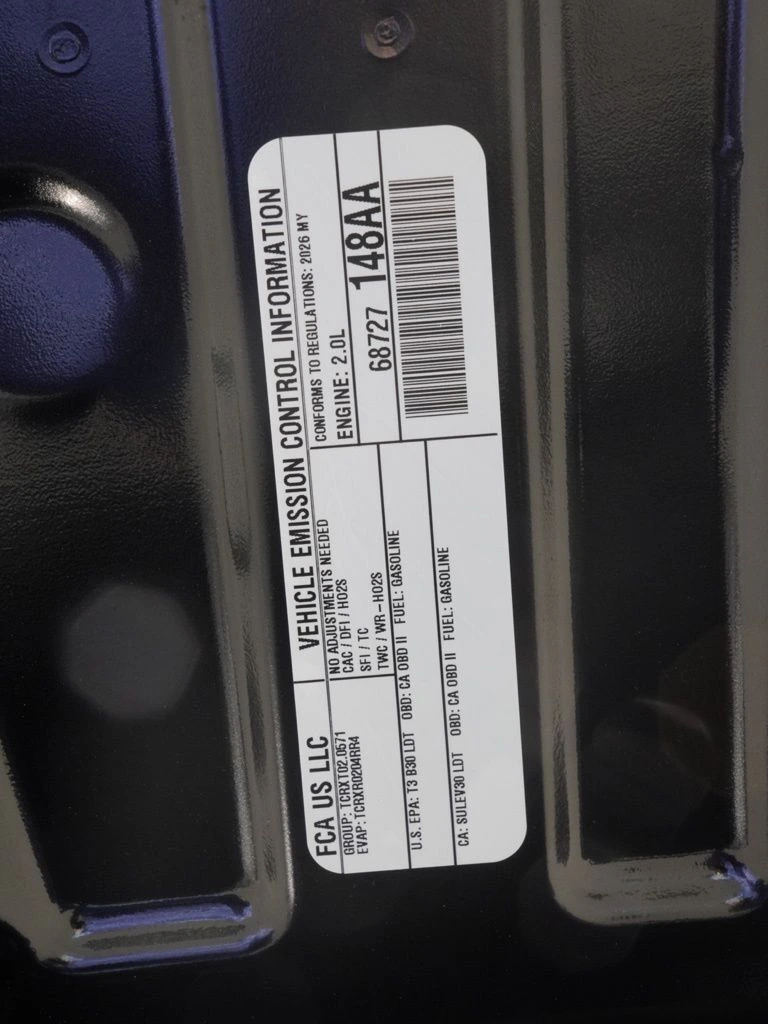 FCA US LLC
VEHICLE EMISSION CONTROL INFORMATION
GROUP: TCRXT02.0571
EVAP: TCRXR0204RR4
NO ADJUSTMENTS NEEDED
CAC / DFI / HO2S
SFI / TC
TWC / WR-HO2S
CONFORMS TO REGULATIONS: 2026 MY
ENGINE: 2.0L
68727 148AA
U.S. EPA: T3 B30 LDT OBD: CA OBD II FUEL: GASOLINE
CA: SULEV30 LDT OBD: CA OBD II FUEL: GASOLINE